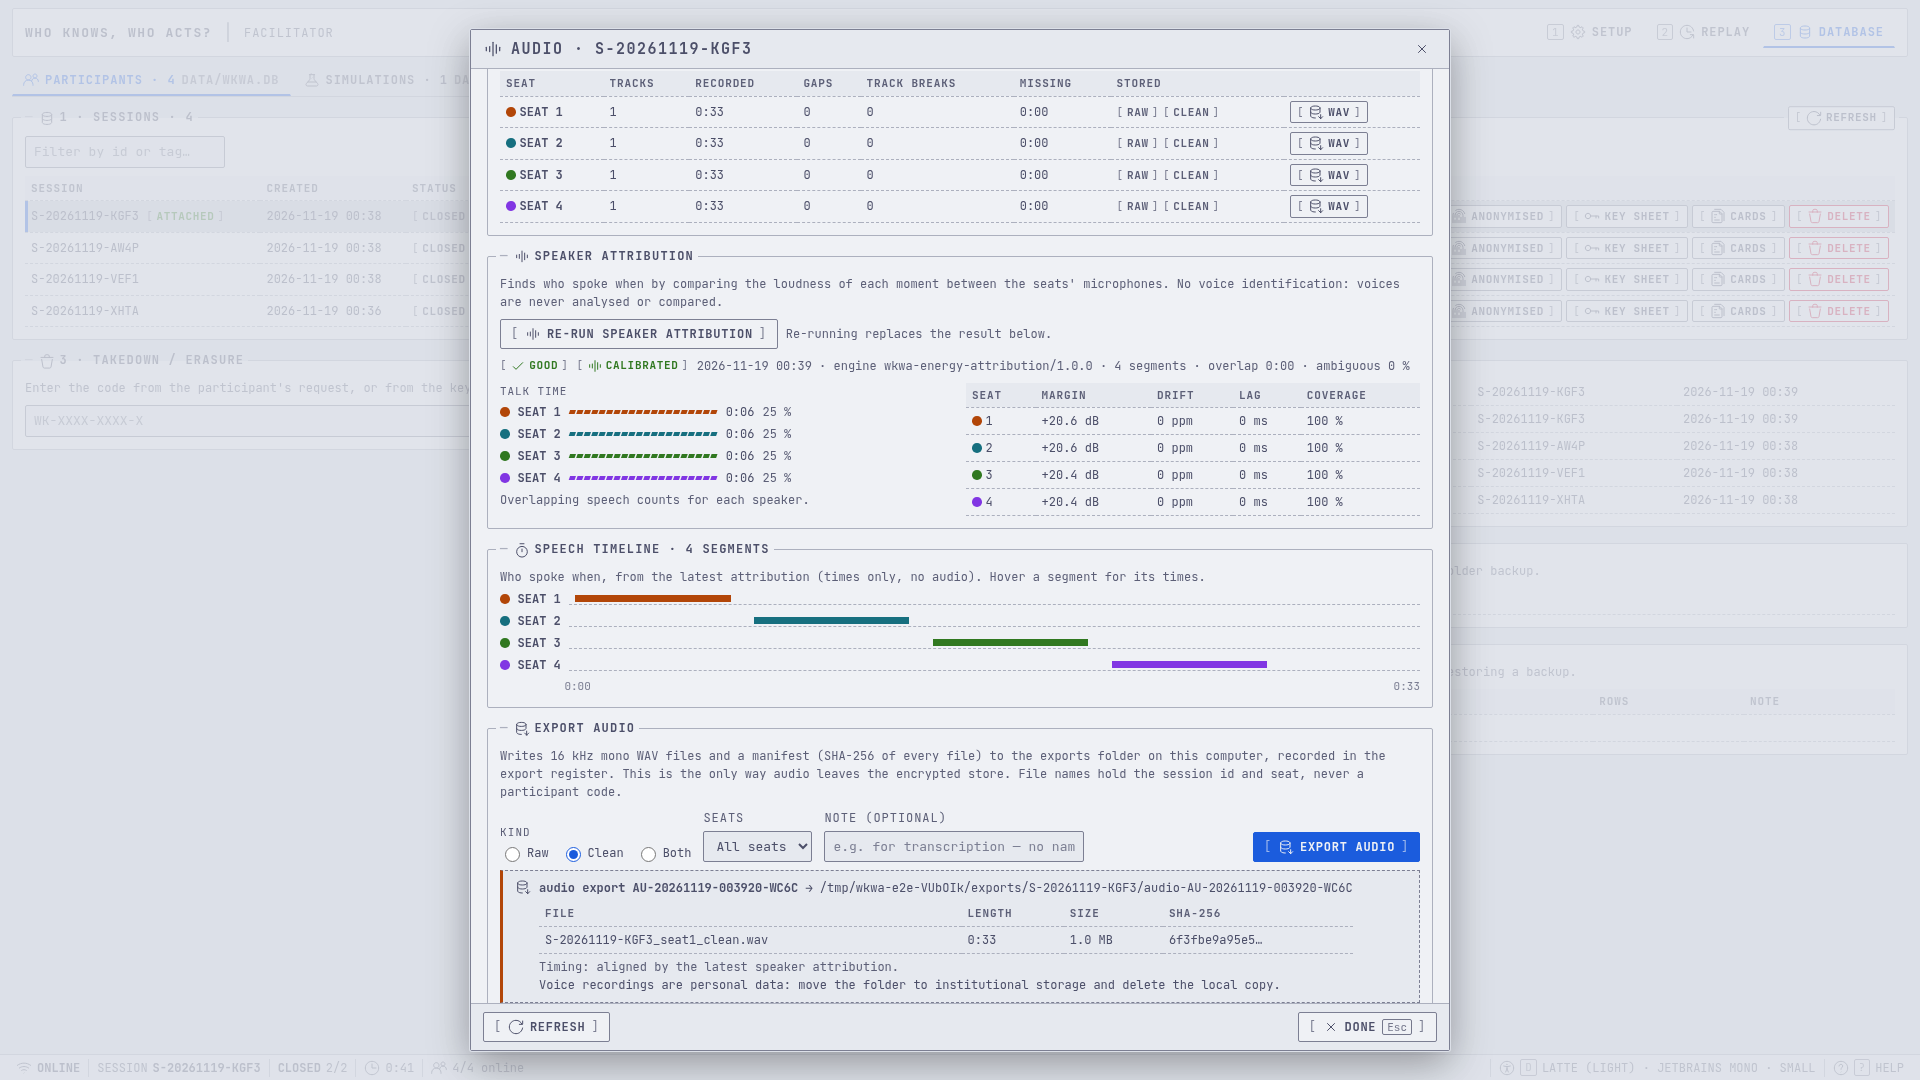 WHO KNOWS, WHO ACTS? FACILITATOR
1 SETUP 2 REPLAY 3 DATABASE
PARTICIPANTS · 4 DATA/WKWA.DB SIMULATIONS · 1 DA
1 · SESSIONS · 4
[ REFRESH ]
Filter by id or tag…
SESSION CREATED STATUS
S-20261119-KGF3 [ ATTACHED ] 2026-11-19 00:38 [ CLOSED ANONYMISED ] [ KEY SHEET ] [ CARDS ] [ DELETE ]
S-20261119-AW4P 2026-11-19 00:38 [ CLOSED ANONYMISED ] [ KEY SHEET ] [ CARDS ] [ DELETE ]
S-20261119-VEF1 2026-11-19 00:38 [ CLOSED ANONYMISED ] [ KEY SHEET ] [ CARDS ] [ DELETE ]
S-20261119-XHTA 2026-11-19 00:36 [ CLOSED ANONYMISED ] [ KEY SHEET ] [ CARDS ] [ DELETE ]
3 · TAKEDOWN / ERASURE
Enter the code from the participant's request, or from the key
WK-XXXX-XXXX-X
S-20261119-KGF3 2026-11-19 00:39
S-20261119-KGF3 2026-11-19 00:39
S-20261119-AW4P 2026-11-19 00:38
S-20261119-VEF1 2026-11-19 00:38
S-20261119-XHTA 2026-11-19 00:38
older backup.
estoring a backup.
ROWS NOTE
AUDIO · S-20261119-KGF3
SEAT TRACKS RECORDED GAPS TRACK BREAKS MISSING STORED
SEAT 1 1 0:33 0 0 0:00 [ RAW ] [ CLEAN ] [ WAV ]
SEAT 2 1 0:33 0 0 0:00 [ RAW ] [ CLEAN ] [ WAV ]
SEAT 3 1 0:33 0 0 0:00 [ RAW ] [ CLEAN ] [ WAV ]
SEAT 4 1 0:33 0 0 0:00 [ RAW ] [ CLEAN ] [ WAV ]
SPEAKER ATTRIBUTION
Finds who spoke when by comparing the loudness of each moment between the seats' microphones. No voice identification: voices
are never analysed or compared.
[ RE-RUN SPEAKER ATTRIBUTION ] Re-running replaces the result below.
[ GOOD ] [ CALIBRATED ] 2026-11-19 00:39 · engine wkwa-energy-attribution/1.0.0 · 4 segments · overlap 0:00 · ambiguous 0 %
TALK TIME
SEAT 1 0:06 25 %
SEAT 2 0:06 25 %
SEAT 3 0:06 25 %
SEAT 4 0:06 25 %
Overlapping speech counts for each speaker.
SEAT MARGIN DRIFT LAG COVERAGE
1 +20.6 dB 0 ppm 0 ms 100 %
2 +20.6 dB 0 ppm 0 ms 100 %
3 +20.4 dB 0 ppm 0 ms 100 %
4 +20.4 dB 0 ppm 0 ms 100 %
SPEECH TIMELINE · 4 SEGMENTS
Who spoke when, from the latest attribution (times only, no audio). Hover a segment for its times.
SEAT 1
SEAT 2
SEAT 3
SEAT 4
0:00 0:33
EXPORT AUDIO
Writes 16 kHz mono WAV files and a manifest (SHA-256 of every file) to the exports folder on this computer, recorded in the
export register. This is the only way audio leaves the encrypted store. File names hold the session id and seat, never a
participant code.
KIND SEATS NOTE (OPTIONAL)
Raw Clean Both All seats e.g. for transcription — no nam [ EXPORT AUDIO ]
audio export AU-20261119-003920-WC6C → /tmp/wkwa-e2e-VUbOIk/exports/S-20261119-KGF3/audio-AU-20261119-003920-WC6C
FILE LENGTH SIZE SHA-256
S-20261119-KGF3_seat1_clean.wav 0:33 1.0 MB 6f3fbe9a95e5…
Timing: aligned by the latest speaker attribution.
Voice recordings are personal data: move the folder to institutional storage and delete the local copy.
[ REFRESH ] [ DONE Esc ]
ONLINE SESSION S-20261119-KGF3 CLOSED 2/2 0:41 4/4 online D LATTE (LIGHT) · JETBRAINS MONO · SMALL ? HELP